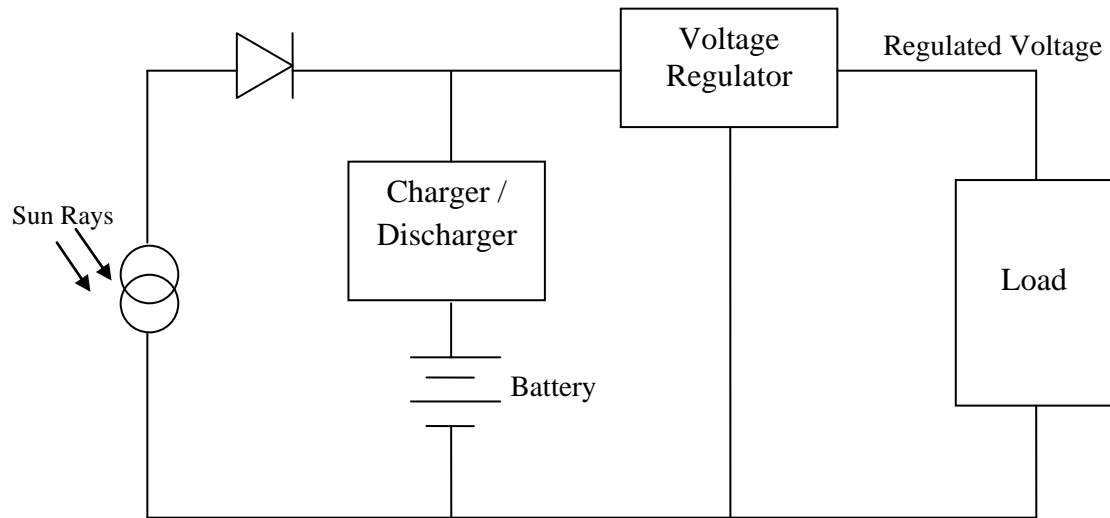 Voltage
Regulator
Regulated Voltage
Charger /
Discharger
Sun Rays
Load
Battery